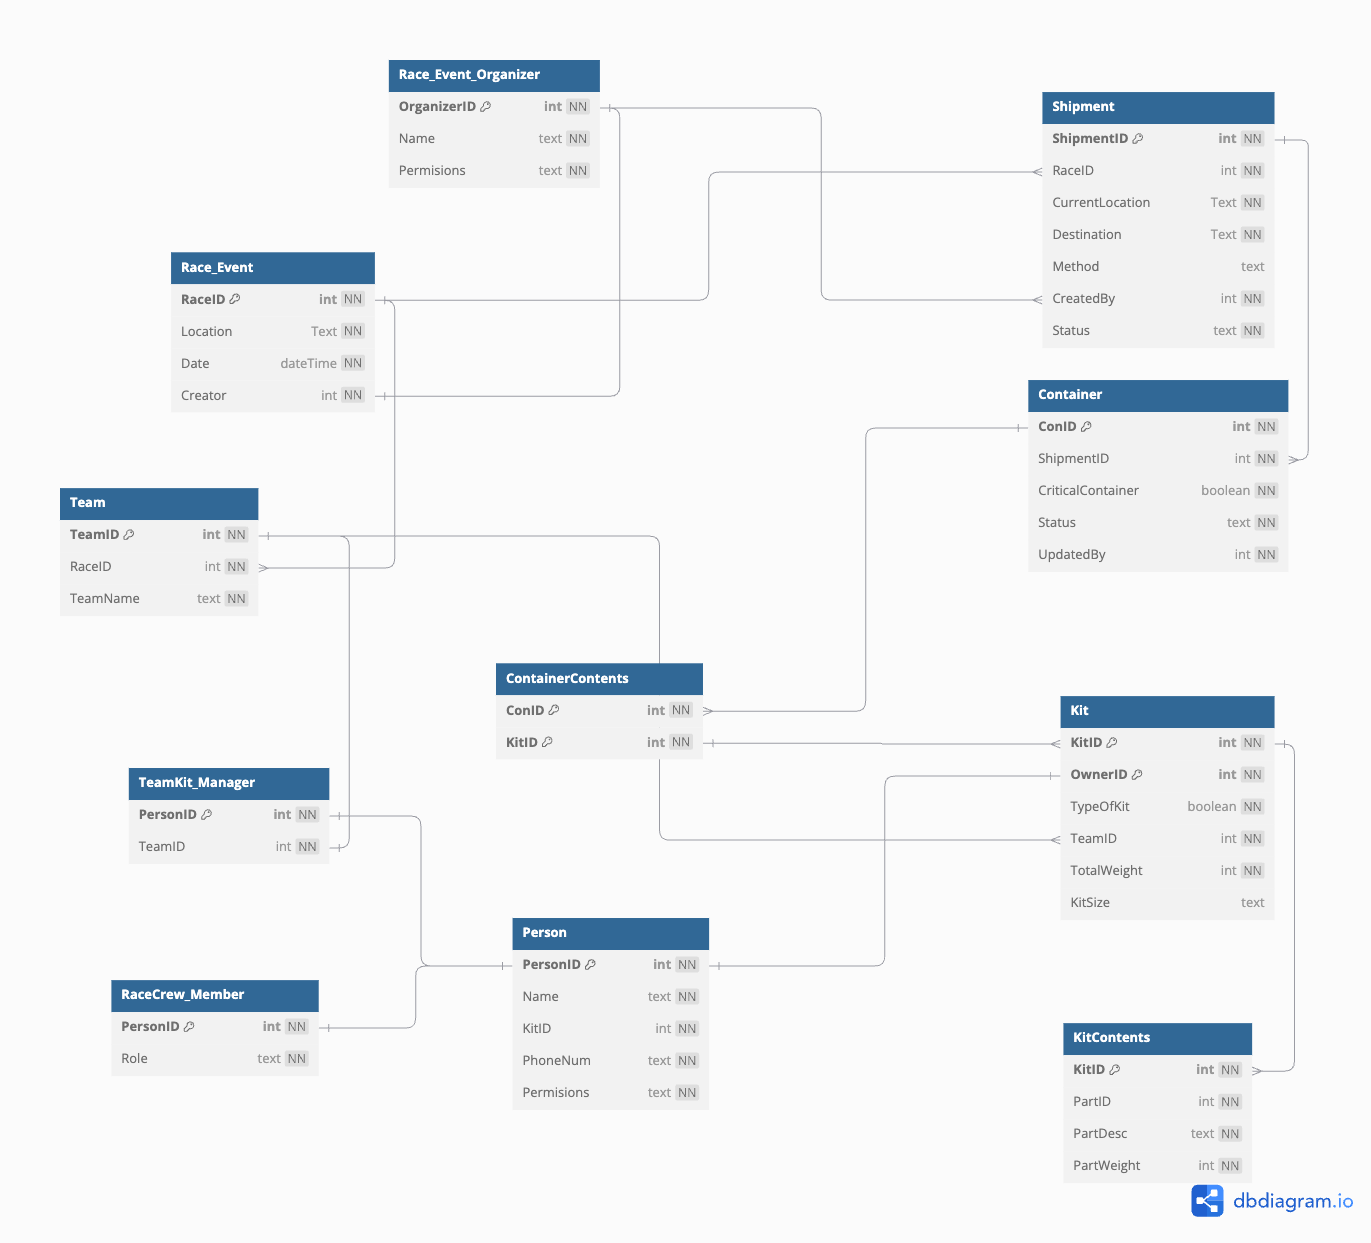 Race_Event_Organizer
OrganizerID int NN
Name text NN
Permisions text NN
Shipment
ShipmentID int NN
RaceID int NN
CurrentLocation Text NN
Destination Text NN
Method text
CreatedBy int NN
Status text NN
Race_Event
RaceID int NN
Location Text NN
Date dateTime NN
Creator int NN
Container
ConID int NN
ShipmentID int NN
CriticalContainer boolean NN
Status text NN
UpdatedBy int NN
Team
TeamID int NN
RaceID int NN
TeamName text NN
ContainerContents
ConID int NN
KitID int NN
Kit
KitID int NN
OwnerID int NN
TypeOfKit boolean NN
TeamID int NN
TotalWeight int NN
KitSize text
TeamKit_Manager
PersonID int NN
TeamID int NN
Person
PersonID int NN
Name text NN
KitID int NN
PhoneNum text NN
Permisions text NN
RaceCrew_Member
PersonID int NN
Role text NN
KitContents
KitID int NN
PartID int NN
PartDesc text NN
PartWeight int NN
dbdiagram.io